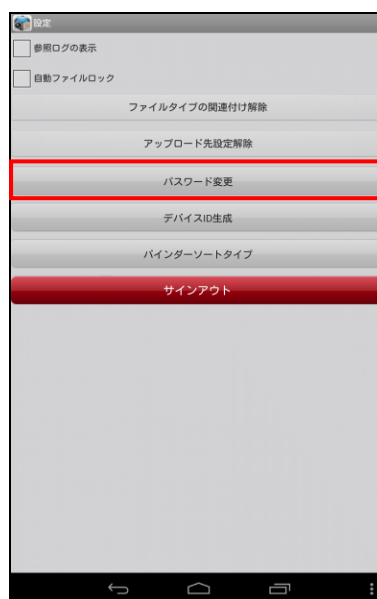 設定
参照ログの表示
自動ファイルロック
ファイルタイプの関連付け解除
アップロード先設定解除
パスワード変更
デバイスID生成
バインダーソートタイプ
サインアウト